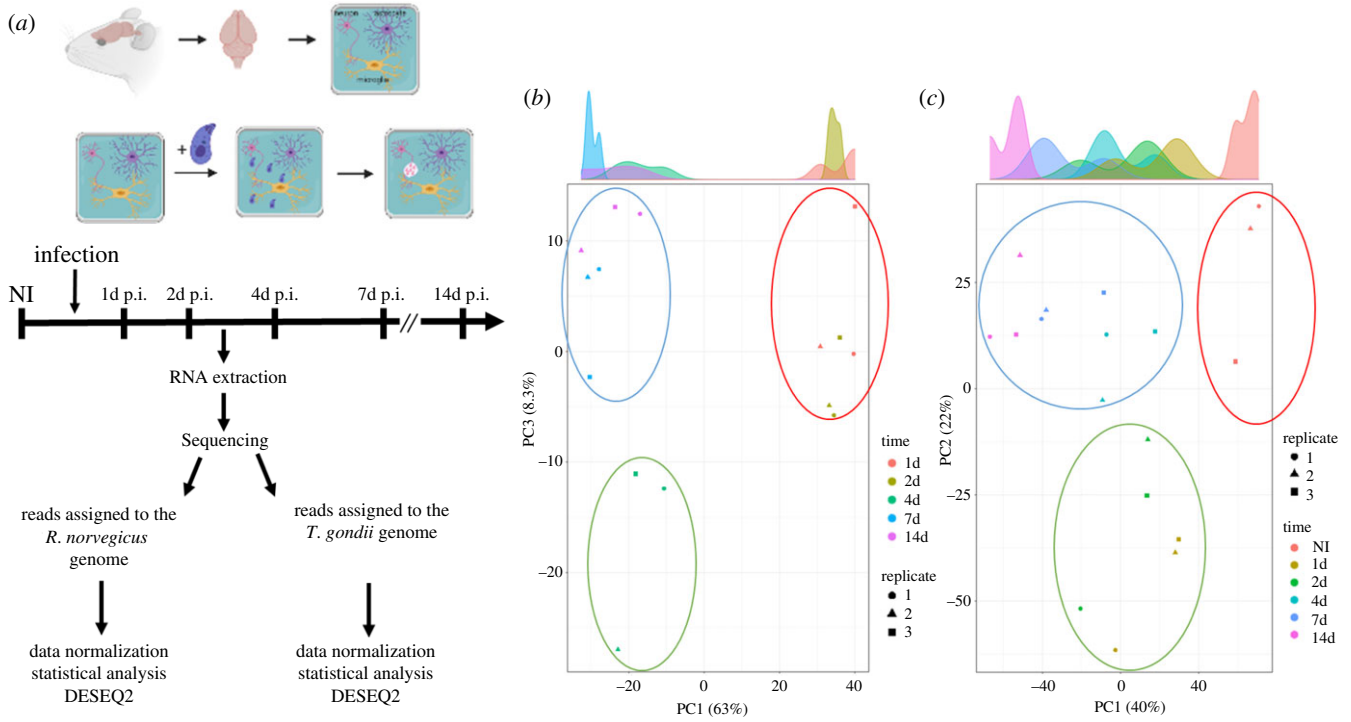 (a)
neuron
astrocyte
microglia
+
infection
NI
1d p.i.
2d p.i.
4d p.i.
7d p.i.
14d p.i.
RNA extraction
Sequencing
reads assigned to the
R. norvegicus
genome
reads assigned to the
T. gondii genome
data normalization
statistical analysis
DESEQ2
data normalization
statistical analysis
DESEQ2
(b)
PC3 (8.3%)
10
0
−10
−20
−20
0
20
40
PC1 (63%)
time
1d
2d
4d
7d
14d
replicate
1
2
3
(c)
PC2 (22%)
25
0
−25
−50
−40
0
40
PC1 (40%)
replicate
1
2
3
time
NI
1d
2d
4d
7d
14d